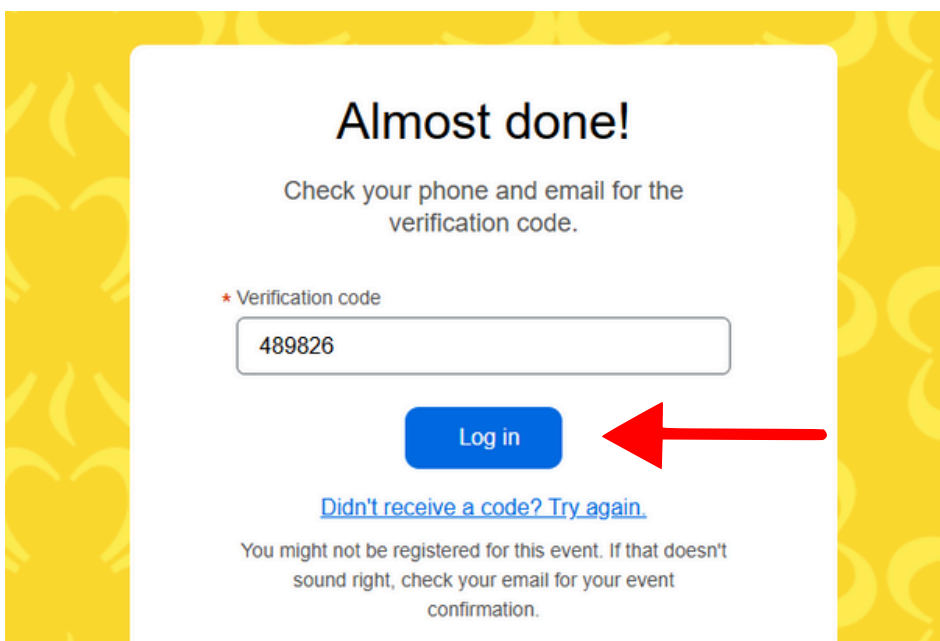 Almost done!
Check your phone and email for the
verification code.
* Verification code
489826
Log in
Didn't receive a code? Try again.
You might not be registered for this event. If that doesn't
sound right, check your email for your event
confirmation.